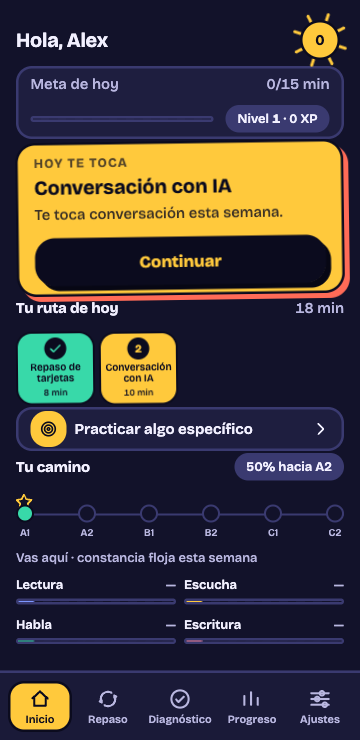 Hola, Alex
0
Meta de hoy
0/15 min
Nivel 1 · 0 XP
HOY TE TOCA
Conversación con IA
Te toca conversación esta semana.
Continuar
Tu ruta de hoy
18 min
Repaso de
tarjetas
8 min
2
Conversación
con IA
10 min
Practicar algo específico
Tu camino
50% hacia A2
A1
A2
B1
B2
C1
C2
Vas aquí · constancia floja esta semana
Lectura
—
Escucha
—
Habla
—
Escritura
—
Inicio
Repaso
Diagnóstico
Progreso
Ajustes